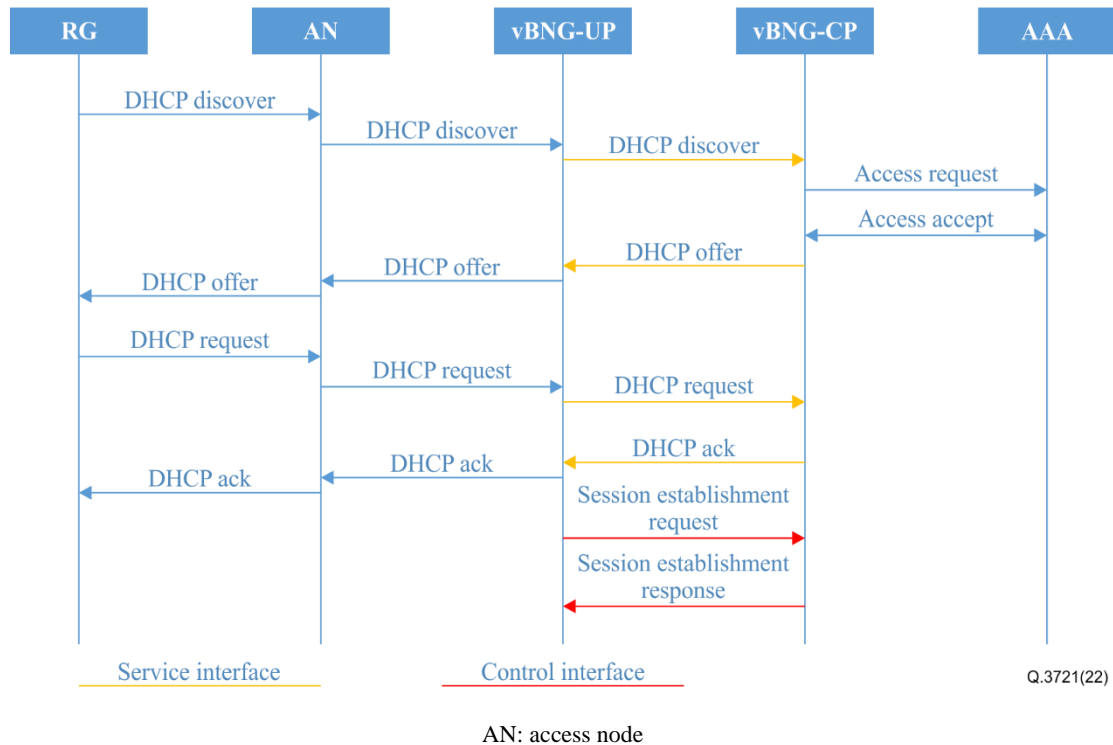 RG
AN
vBNG-UP
vBNG-CP
AAA
DHCP discover
DHCP discover
DHCP discover
Access request
Access accept
DHCP offer
DHCP offer
DHCP offer
DHCP request
DHCP request
DHCP request
DHCP ack
DHCP ack
DHCP ack
Session establishment
request
Session establishment
response
Service interface
Control interface
Q.3721(22)
AN: access node